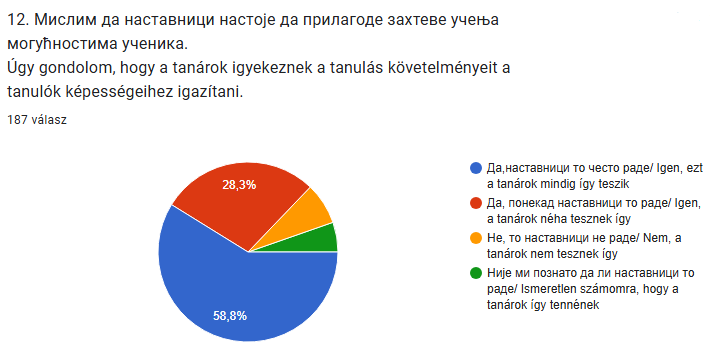 12. Мислим да наставници настоје да прилагоде захтеве учења
могућностима ученика.
Úgy gondolom, hogy a tanárok igyekeznek a tanulás követelményeit a
tanulók képességeihez igazítani.
187 válasz
28,3%
58,8%
Да,наставници то често раде/ Igen, ezt
a tanárok mindig így teszik
Да, понекад наставници то раде/ Igen,
a tanárok néha tesznek így
Не, то наставници не раде/ Nem, a
tanárok nem tesznek így
Није ми познато да ли наставници то
раде/ Ismeretlen számomra, hogy a
tanárok így tennének